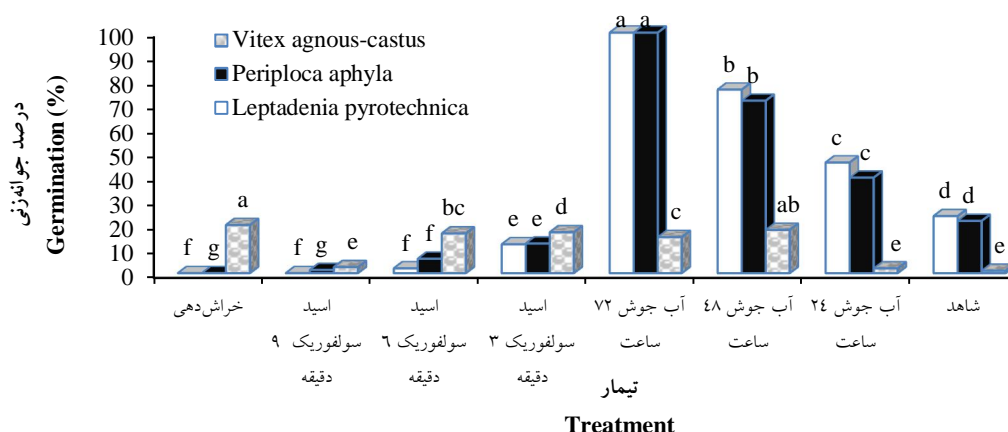 درصد جوانه‌زنی
Germination (%)
100
90
80
70
60
50
40
30
20
10
0
Vitex agnous-castus
Periploca aphyla
Leptadenia pyrotechnica
f g a
f g e
f f bc
e e d
a a c
b b ab
c c e
d d e
خراش‌دهی
اسید
سولفوریک ۹
دقیقه
اسید
سولفوریک ۶
دقیقه
اسید
سولفوریک ۳
دقیقه
آب جوش ۷۲
ساعت
آب جوش ۴۸
ساعت
آب جوش ۲۴
ساعت
شاهد
تیمار
Treatment